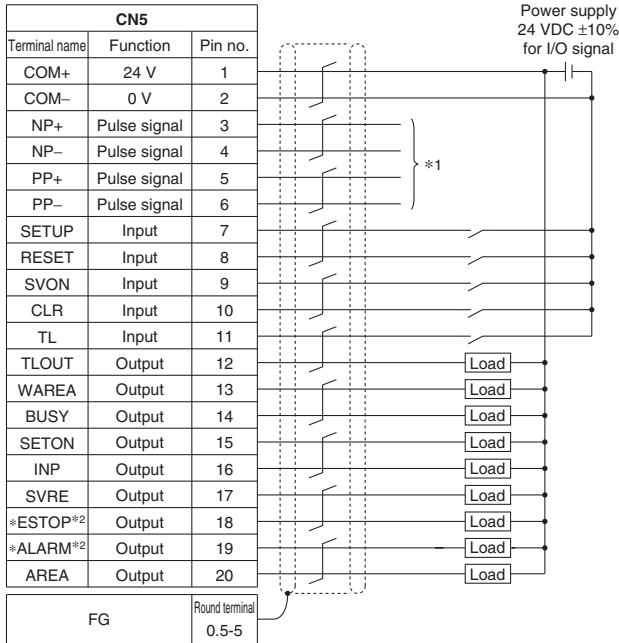 CN5
Terminal name Function Pin no.
COM+ 24 V 1
COM− 0 V 2
NP+ Pulse signal 3
NP− Pulse signal 4
PP+ Pulse signal 5
PP− Pulse signal 6
SETUP Input 7
RESET Input 8
SVON Input 9
CLR Input 10
TL Input 11
TLOUT Output 12 Load
WAREA Output 13 Load
BUSY Output 14 Load
SETON Output 15 Load
INP Output 16 Load
SVRE Output 17 Load
*ESTOP*2 Output 18 Load
*ALARM*2 Output 19 Load
AREA Output 20 Load
FG Round terminal
0.5-5
*1
Power supply
24 VDC ±10%
for I/O signal